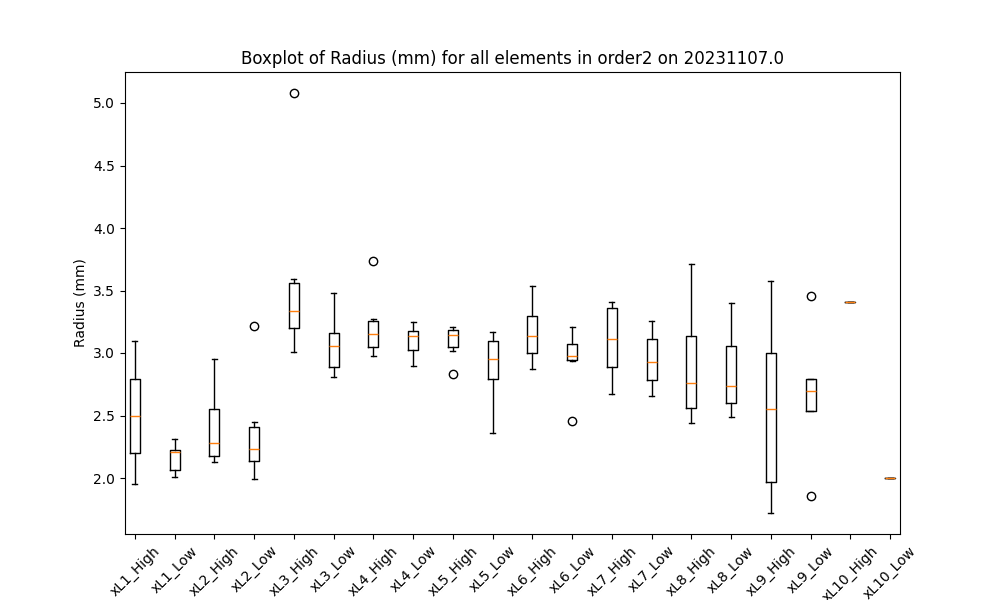 Boxplot of Radius (mm) for all elements in order2 on 20231107.0
Radius (mm)
5.0
4.5
4.0
3.5
3.0
2.5
2.0
xL1_High
xL1_Low
xL2_High
xL2_Low
xL3_High
xL3_Low
xL4_High
xL4_Low
xL5_High
xL5_Low
xL6_High
xL6_Low
xL7_High
xL7_Low
xL8_High
xL8_Low
xL9_High
xL9_Low
xL10_High
xL10_Low